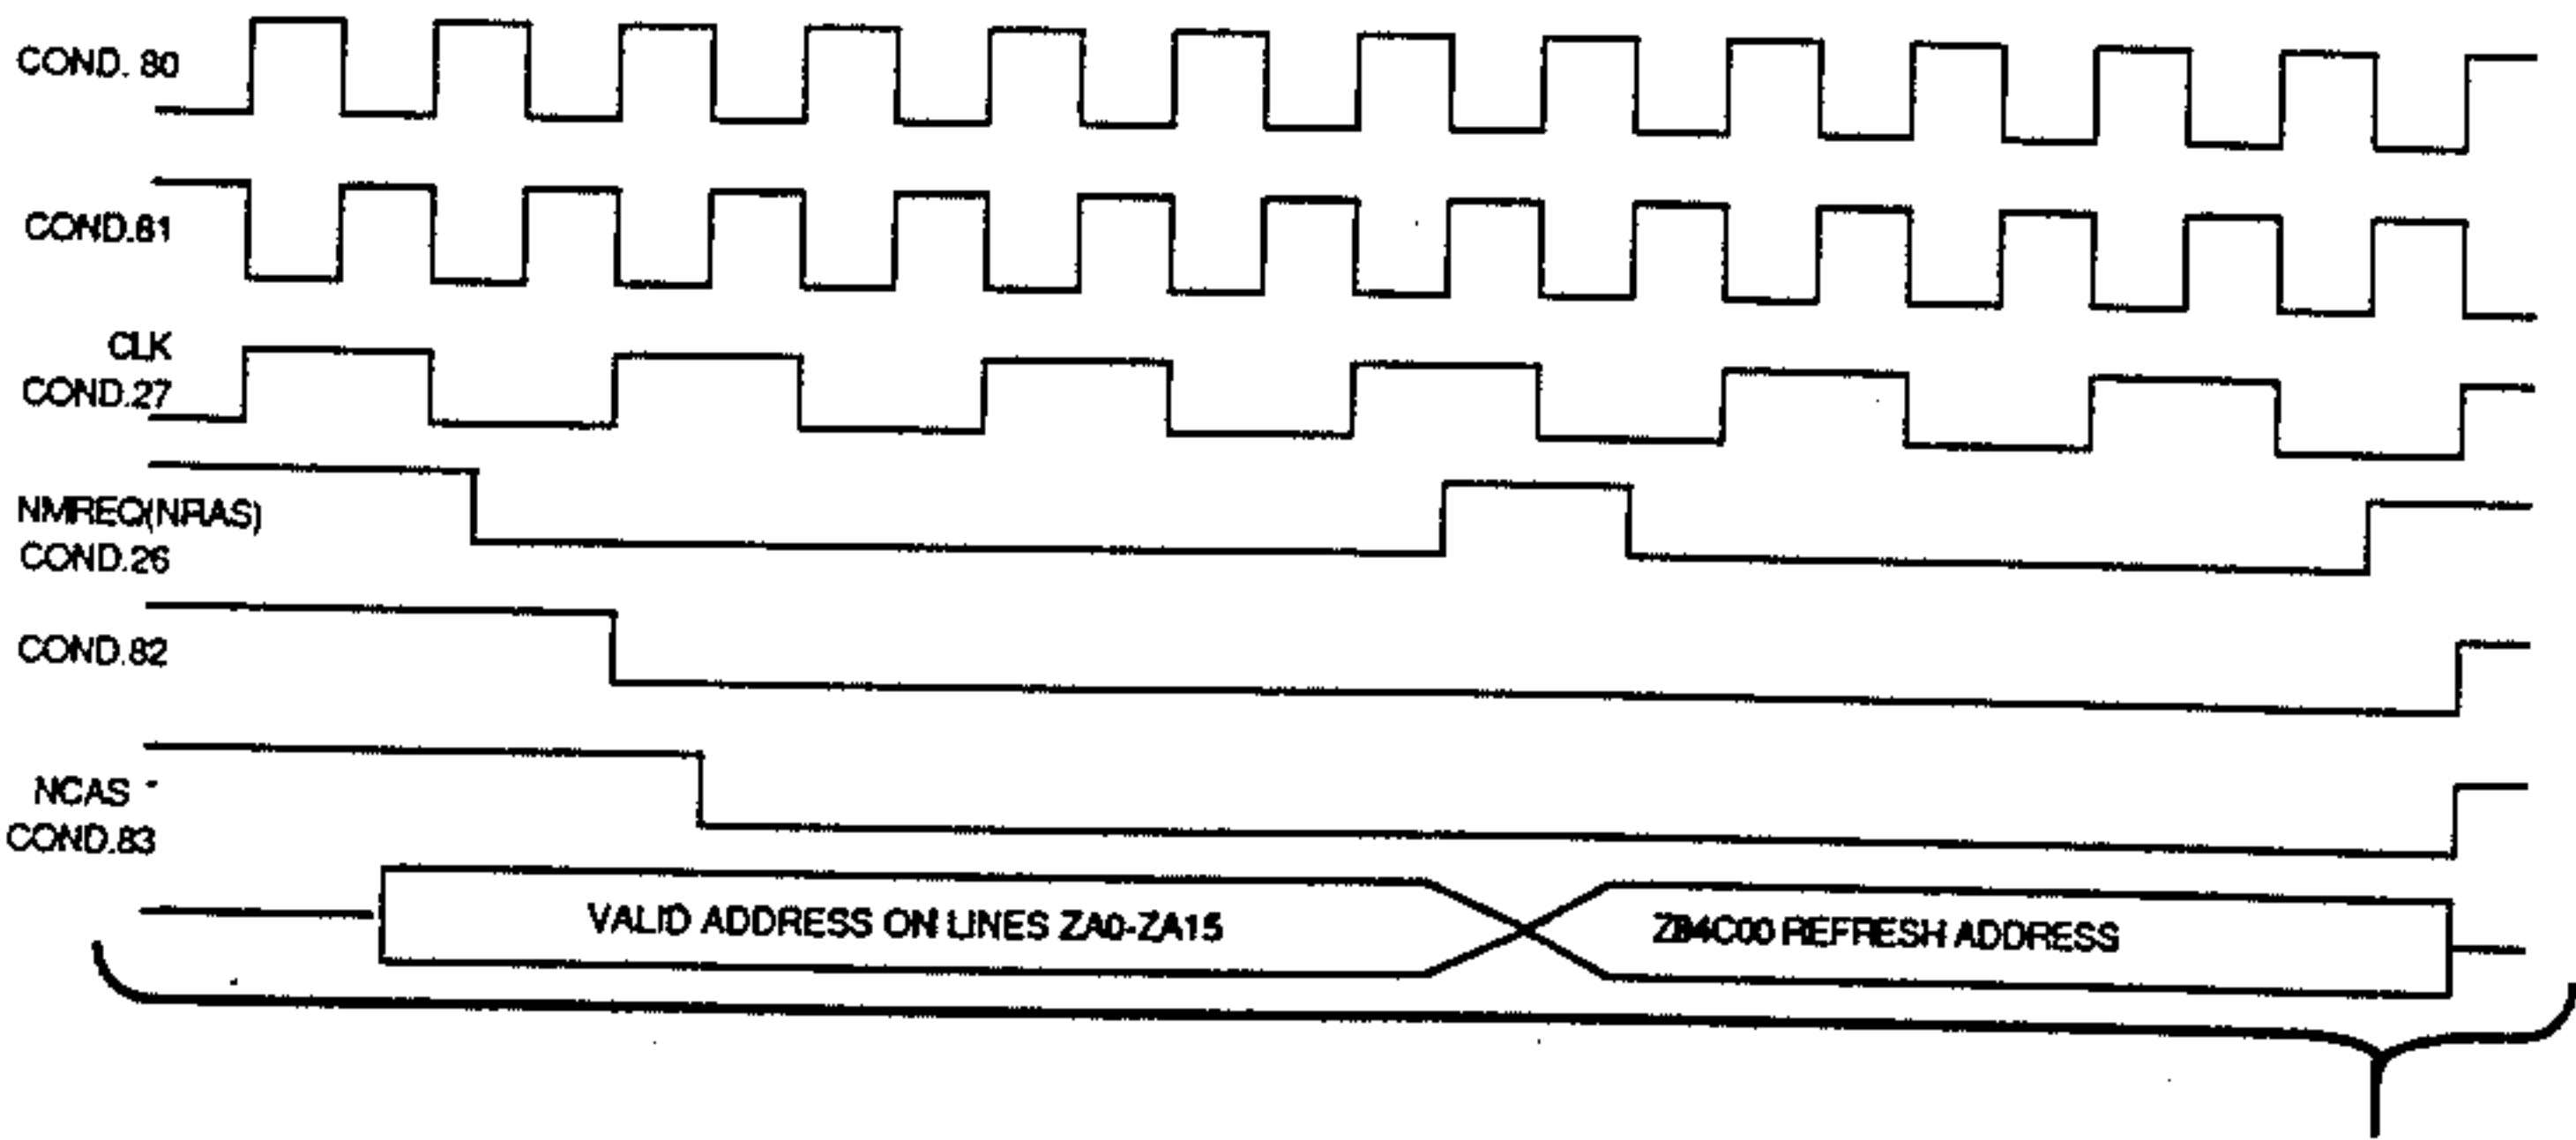 COND. 80
COND.81
CLK
COND.27
NMREQ(NRAS)
COND.26
COND.82
NCAS
COND.83
VALID ADDRESS ON LINES ZA0-ZA15
Z84C00 REFRESH ADDRESS